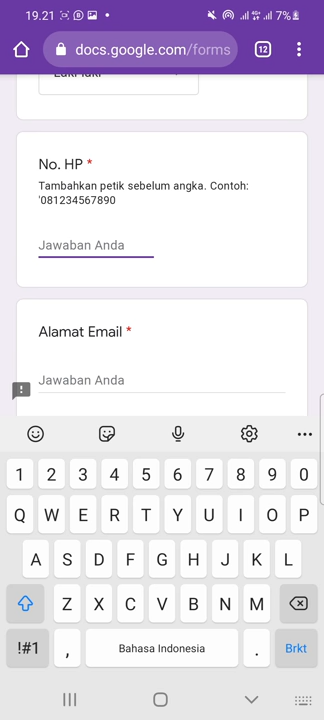 19.21
4G+
7%
docs.google.com/forms
12
No. HP *
Tambahkan petik sebelum angka. Contoh:
'081234567890
Jawaban Anda
Alamat Email *
Jawaban Anda
1 2 3 4 5 6 7 8 9 0
Q W E R T Y U I O P
A S D F G H J K L
Z X C V B N M
!#1 , Bahasa Indonesia . Brkt